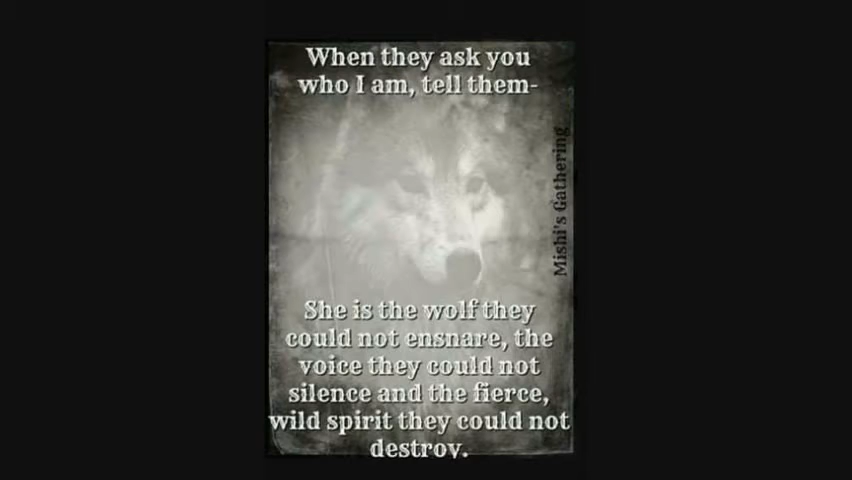 When they ask you
who I am, tell them-
Mishi's Gathering
She is the wolf they
could not ensnare, the
voice they could not
silence and the fierce,
wild spirit they could not
destroy.